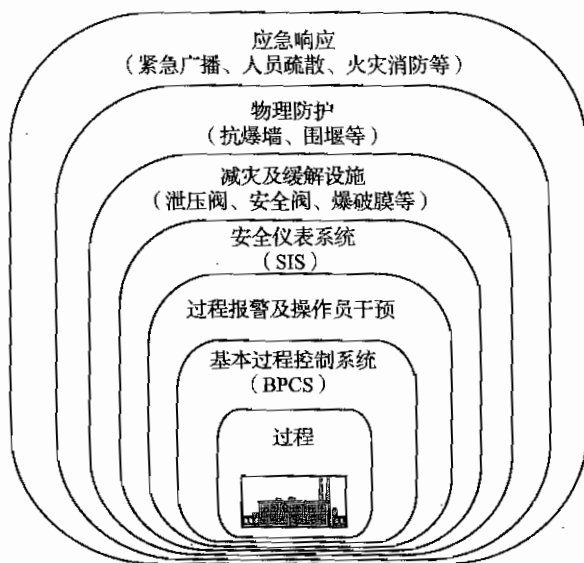 应急响应
（紧急广播、人员疏散、火灾消防等）
物理防护
（抗爆墙、围堰等）
减灾及缓解设施
（泄压阀、安全阀、爆破膜等）
安全仪表系统
（SIS）
过程报警及操作员干预
基本过程控制系统
（BPCS）
过程